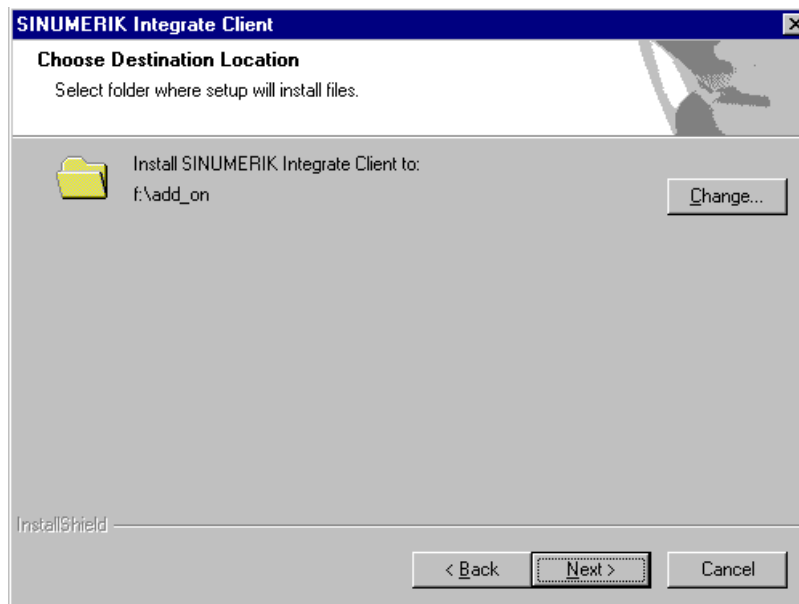 SINUMERIK Integrate Client
Choose Destination Location
Select folder where setup will install files.
Install SINUMERIK Integrate Client to:
f:\add_on
Change...
InstallShield
< Back
Next >
Cancel